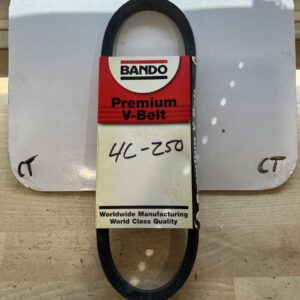 BANDO
Premium
V-Belt
4L-250
CT
CT
Worldwide Manufacturing
World Class Quality